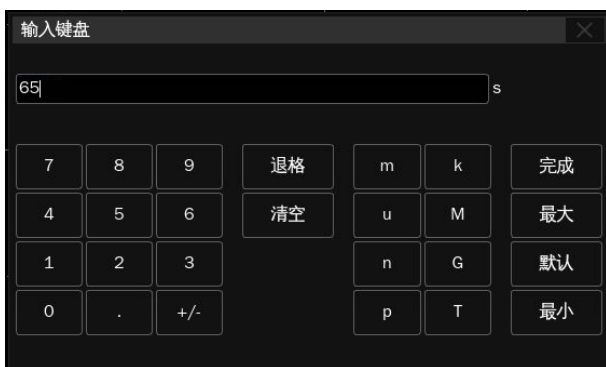 输入键盘
65 s
7 8 9 退格 m k 完成
4 5 6 清空 u M 最大
1 2 3 n G 默认
0 . +/- p T 最小